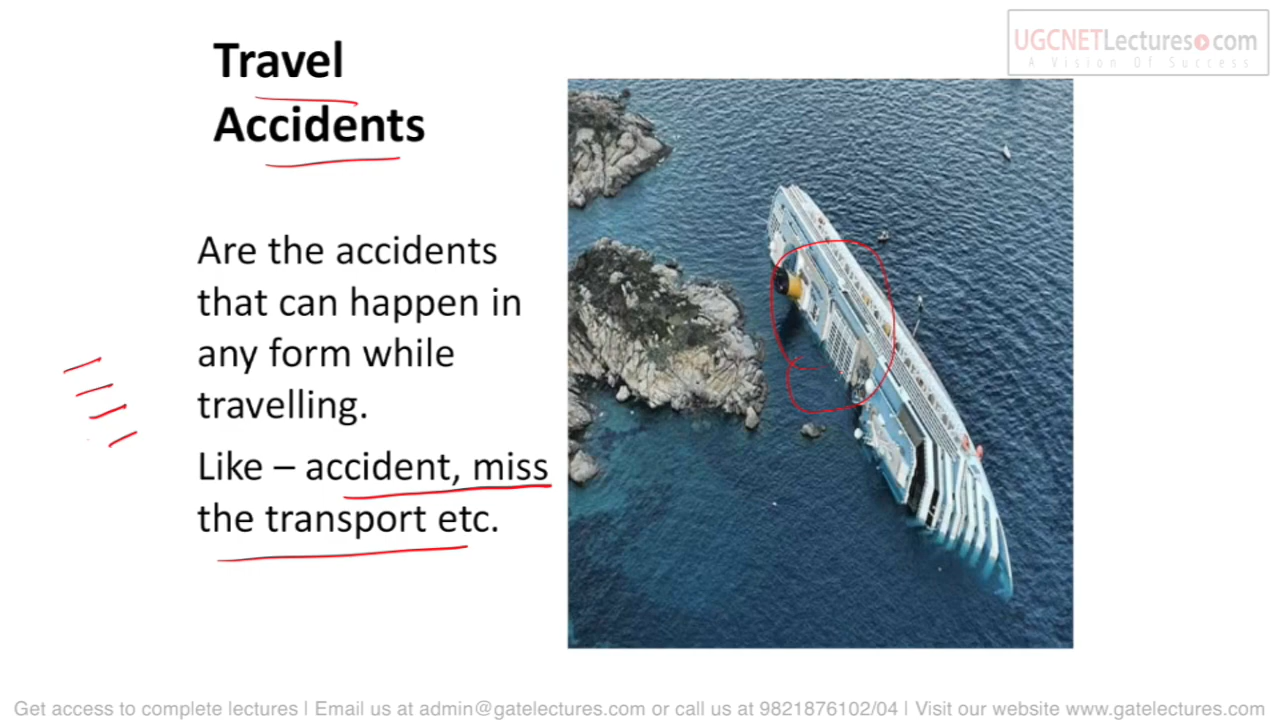 UGCNETLectures.com
A Vision Of Success
Travel
Accidents
Are the accidents
that can happen in
any form while
travelling.
Like – accident, miss
the transport etc.
Get access to complete lectures | Email us at admin@gatelectures.com or call us at 9821876102/04 | Visit our website www.gatelectures.com